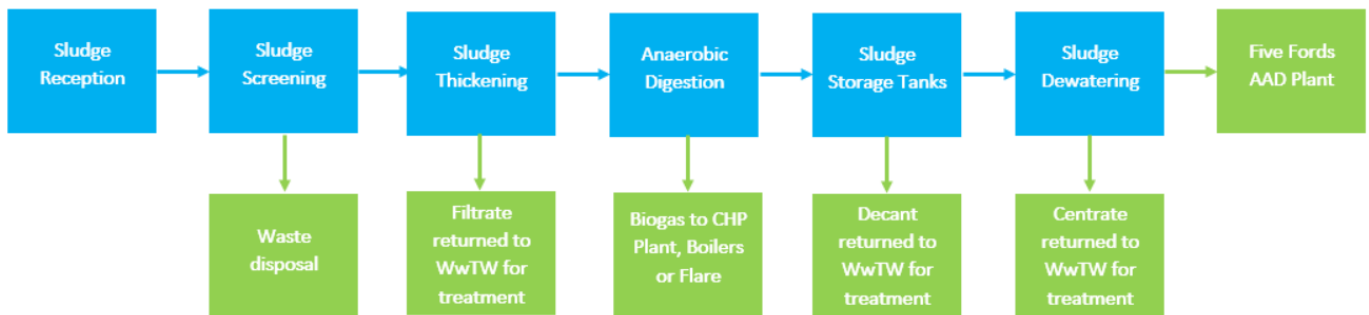 Sludge
Reception
Sludge
Screening
Sludge
Thickening
Anaerobic
Digestion
Sludge
Storage Tanks
Sludge
Dewatering
Five Fords
AAD Plant
Waste
disposal
Filtrate
returned to
WwTW for
treatment
Biogas to CHP
Plant, Boilers
or Flare
Decant
returned to
WwTW for
treatment
Centrate
returned to
WwTW for
treatment